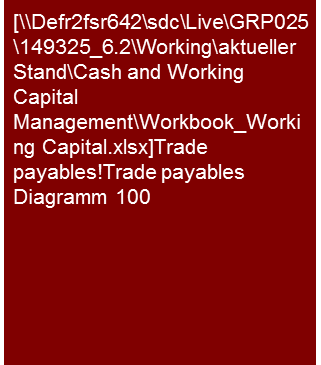 [\\Defr2fsr642\sdc\Live\GRP025
\149325_6.2\Working\aktueller
Stand\Cash and Working
Capital
Management\Workbook_Worki
ng Capital.xlsx]Trade
payables!Trade payables
Diagramm 100